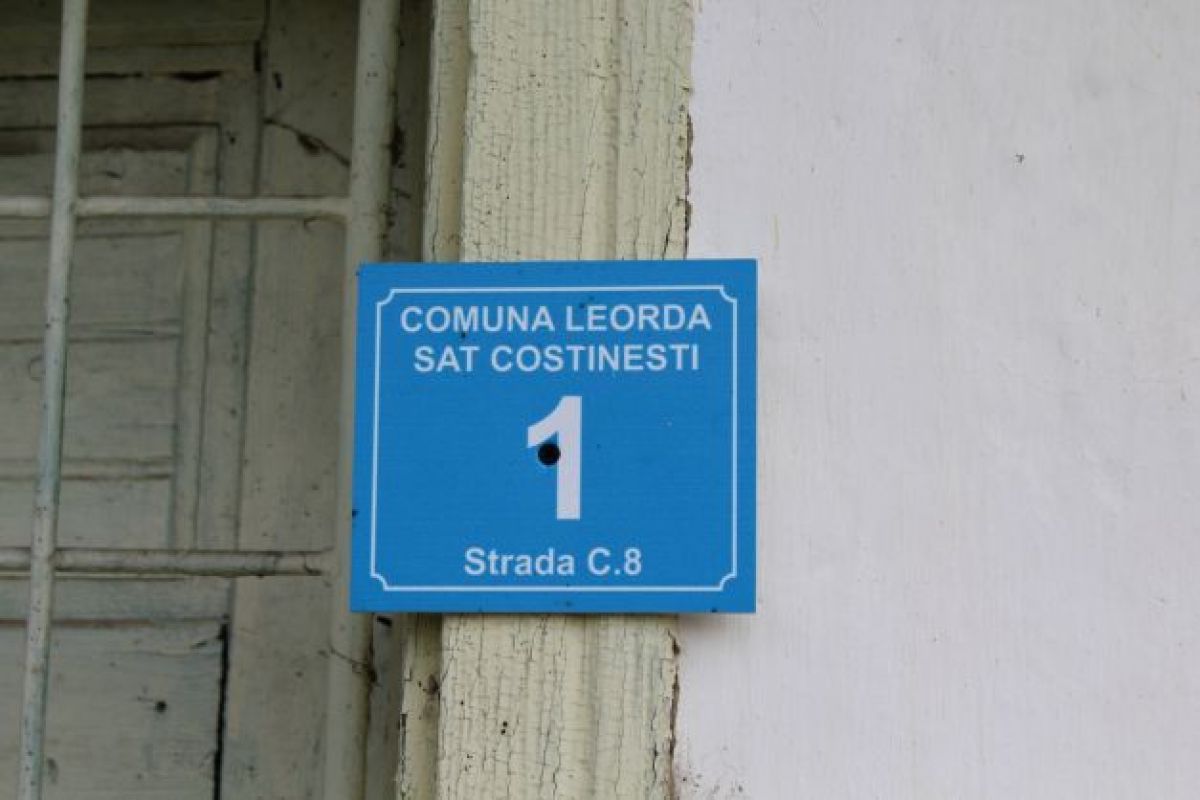 COMUNA LEORDA
SAT COSTINESTI
1
Strada C.8